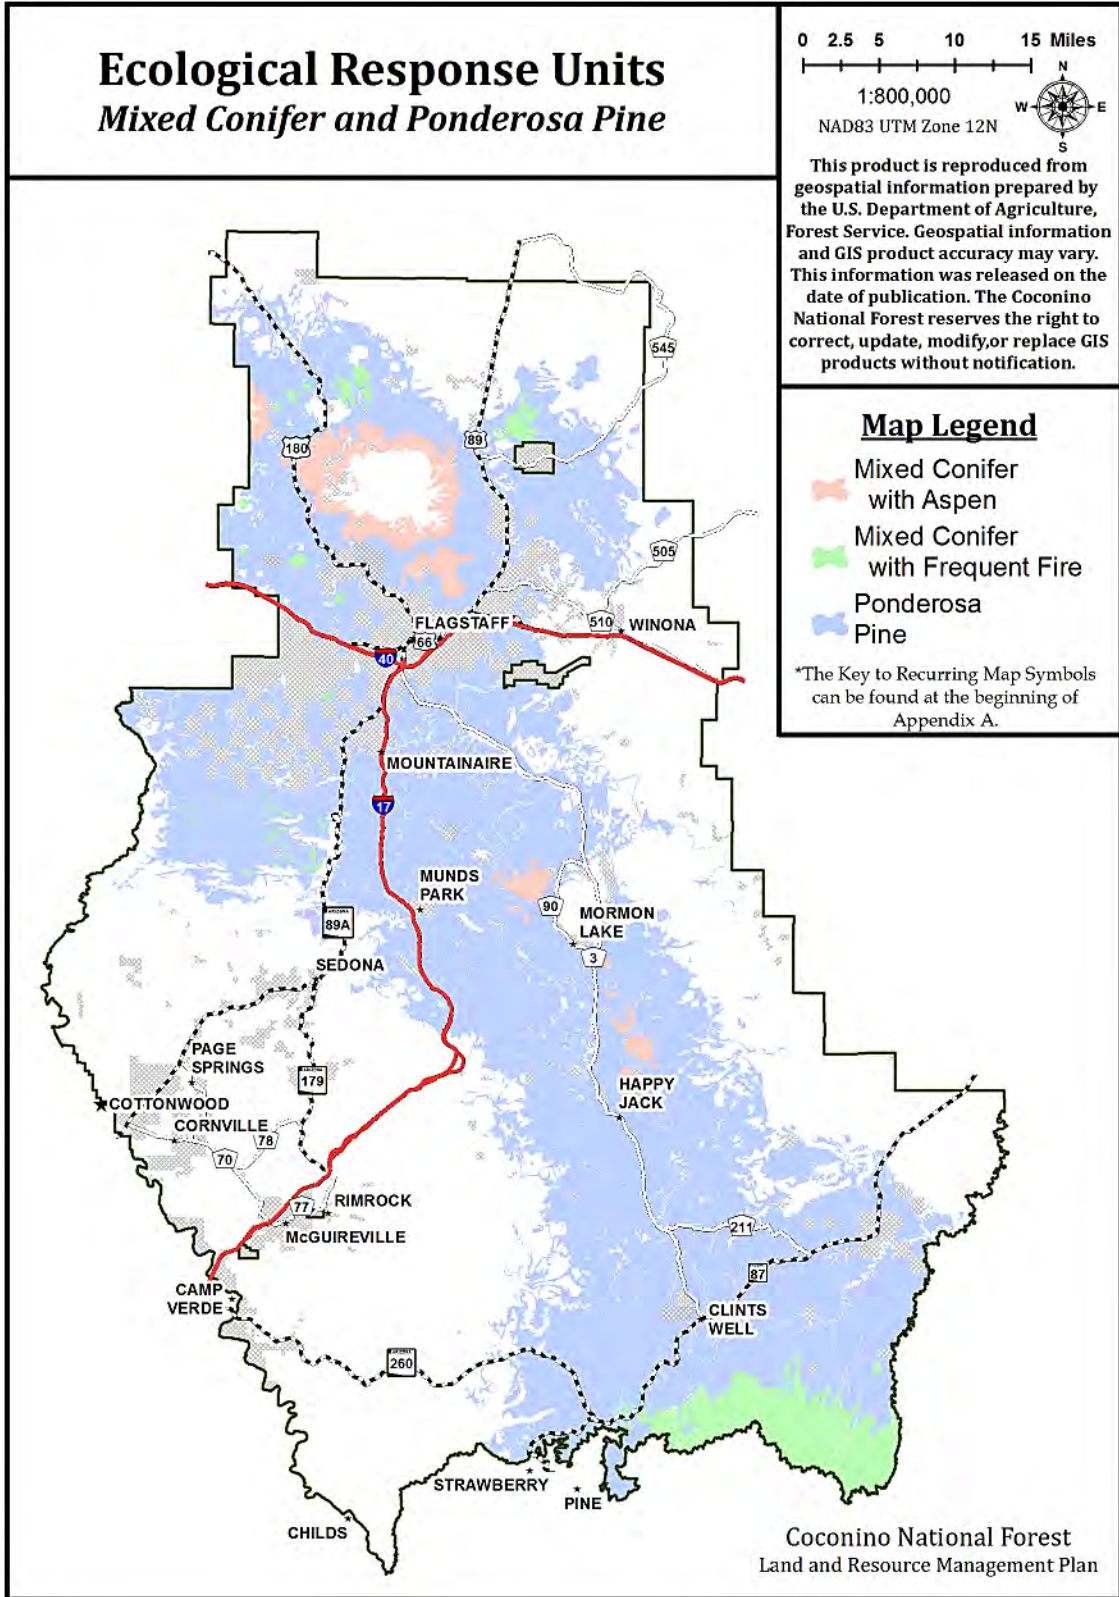 Ecological Response Units
Mixed Conifer and Ponderosa Pine
0 2.5 5 10 15 Miles
1:800,000
NAD83 UTM Zone 12N
N
W
E
S
This product is reproduced from
geospatial information prepared by
the U.S. Department of Agriculture,
Forest Service. Geospatial information
and GIS product accuracy may vary.
This information was released on the
date of publication. The Coconino
National Forest reserves the right to
correct, update, modify,or replace GIS
products without notification.
Map Legend
Mixed Conifer
with Aspen
Mixed Conifer
with Frequent Fire
Ponderosa
Pine
*The Key to Recurring Map Symbols
can be found at the beginning of
Appendix A.
545
89
180
505
510
WINONA
FLAGSTAFF
66
40
MOUNTAINAIRE
17
MUNDS
PARK
90
MORMON
LAKE
3
ARIZONA
89A
SEDONA
PAGE
SPRINGS
ARIZONA
179
COTTONWOOD
CORNVILLE
78
70
HAPPY
JACK
77
RIMROCK
McGUIREVILLE
211
87
CAMP
VERDE
CLINTS
WELL
ARIZONA
260
STRAWBERRY
PINE
CHILDS
Coconino National Forest
Land and Resource Management Plan